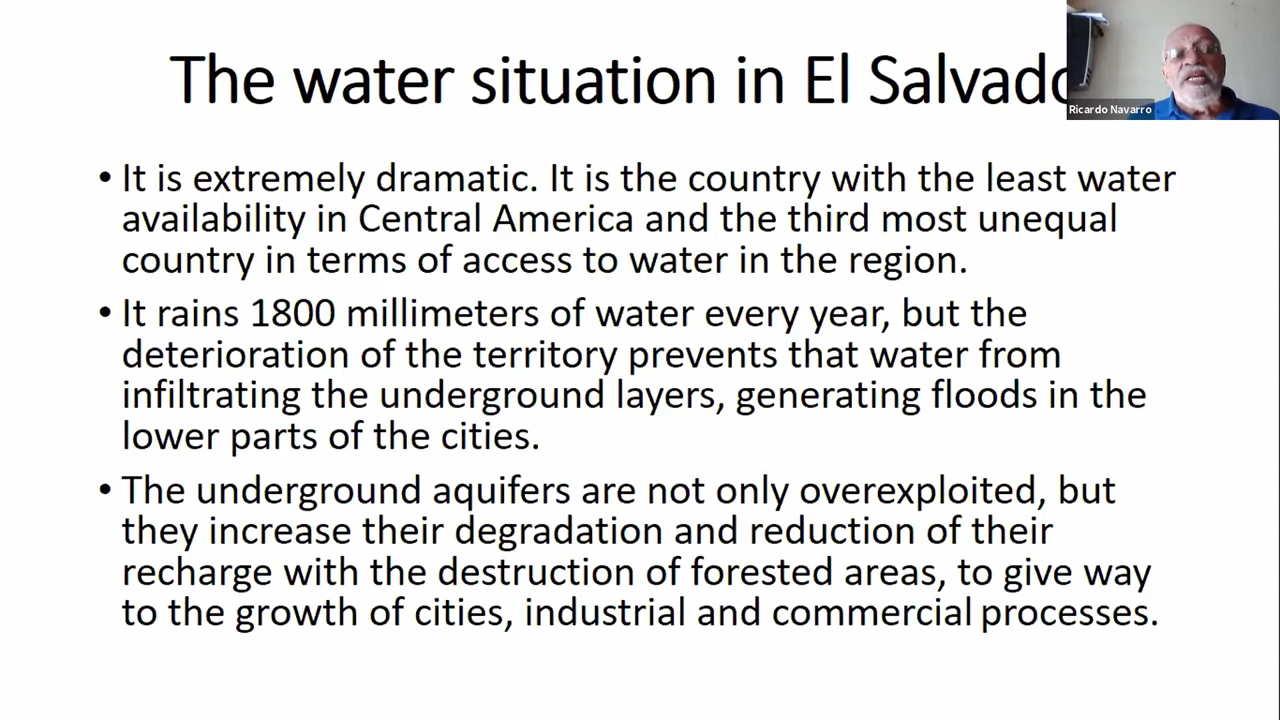 The water situation in El Salvado
Ricardo Navarro
• It is extremely dramatic. It is the country with the least water
availability in Central America and the third most unequal
country in terms of access to water in the region.
• It rains 1800 millimeters of water every year, but the
deterioration of the territory prevents that water from
infiltrating the underground layers, generating floods in the
lower parts of the cities.
• The underground aquifers are not only overexploited, but
they increase their degradation and reduction of their
recharge with the destruction of forested areas, to give way
to the growth of cities, industrial and commercial processes.